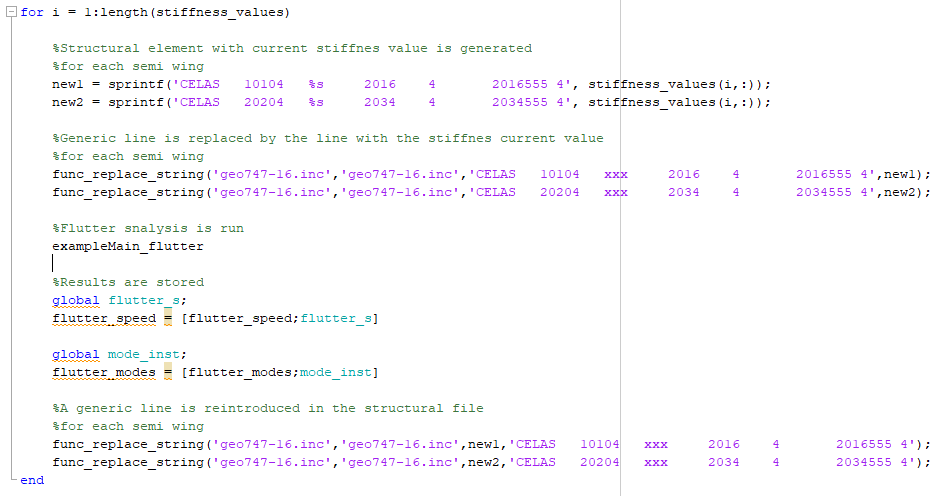 for i = 1:length(stiffness_values)
%Structural element with current stiffnes value is generated
%for each semi wing
new1 = sprintf('CELAS   10104   %s     2016    4       2016555 4', stiffness_values(i,:));
new2 = sprintf('CELAS   20204   %s     2034    4       2034555 4', stiffness_values(i,:));
%Generic line is replaced by the line with the stiffnes current value
%for each semi wing
func_replace_string('geo747-16.inc','geo747-16.inc','CELAS   10104   xxx     2016    4       2016555 4',new1);
func_replace_string('geo747-16.inc','geo747-16.inc','CELAS   20204   xxx     2034    4       2034555 4',new2);
%Flutter snalysis is run
exampleMain_flutter
%Results are stored
global flutter_s;
flutter_speed = [flutter_speed;flutter_s]
global mode_inst;
flutter_modes = [flutter_modes;mode_inst]
%A generic line is reintroduced in the structural file
%for each semi wing
func_replace_string('geo747-16.inc','geo747-16.inc',new1,'CELAS   10104   xxx     2016    4       2016555 4');
func_replace_string('geo747-16.inc','geo747-16.inc',new2,'CELAS   20204   xxx     2034    4       2034555 4');
end